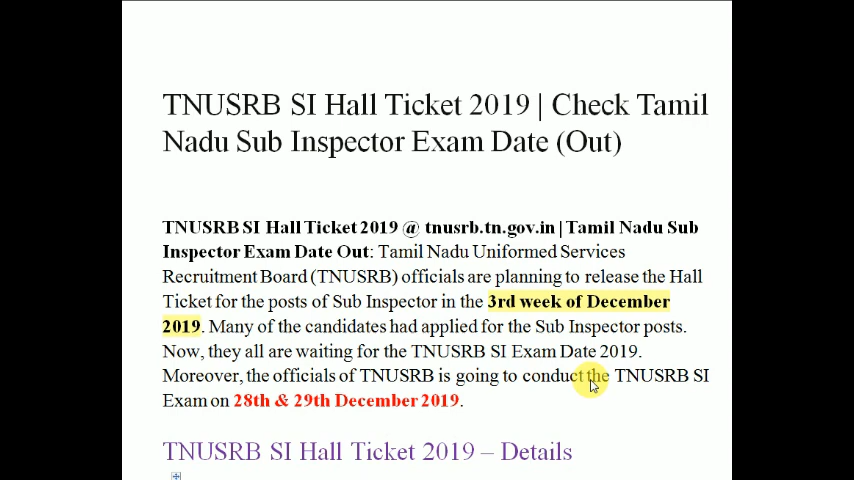 TNUSRB SI Hall Ticket 2019 | Check Tamil
Nadu Sub Inspector Exam Date (Out)
TNUSRB SI Hall Ticket 2019 @ tnusrb.tn.gov.in | Tamil Nadu Sub
Inspector Exam Date Out: Tamil Nadu Uniformed Services
Recruitment Board (TNUSRB) officials are planning to release the Hall
Ticket for the posts of Sub Inspector in the 3rd week of December
2019. Many of the candidates had applied for the Sub Inspector posts.
Now, they all are waiting for the TNUSRB SI Exam Date 2019.
Moreover, the officials of TNUSRB is going to conduct the TNUSRB SI
Exam on 28th & 29th December 2019.
TNUSRB SI Hall Ticket 2019 – Details